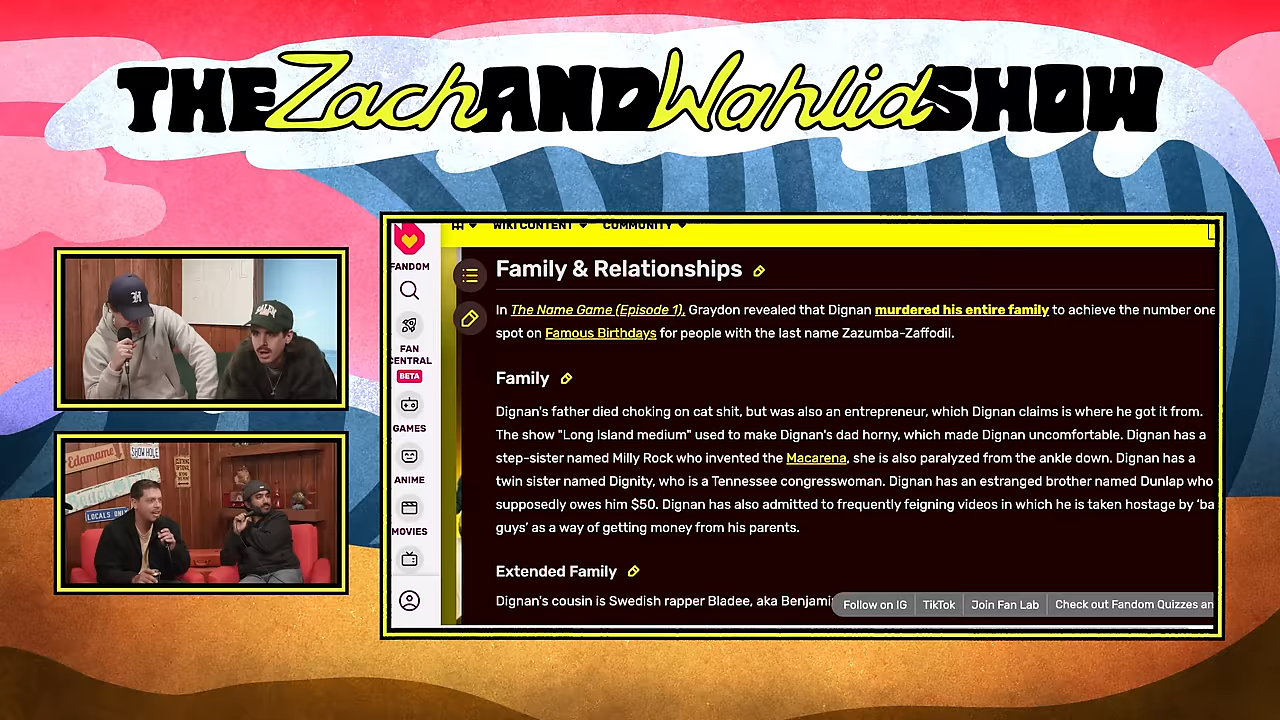 THE Zach AND Wahlid SHOW
WIKI CONTENT
COMMUNITY
FANDOM
FAN
CENTRAL
BETA
GAMES
ANIME
MOVIES
Family & Relationships
In The Name Game (Episode 1), Graydon revealed that Dignan murdered his entire family to achieve the number one
spot on Famous Birthdays for people with the last name Zazumba-Zaffodil.
Family
Dignan's father died choking on cat shit, but was also an entrepreneur, which Dignan claims is where he got it from.
The show "Long Island medium" used to make Dignan's dad horny, which made Dignan uncomfortable. Dignan has a
step-sister named Milly Rock who invented the Macarena, she is also paralyzed from the ankle down. Dignan has a
twin sister named Dignity, who is a Tennessee congresswoman. Dignan has an estranged brother named Dunlap who
supposedly owes him $50. Dignan has also admitted to frequently feigning videos in which he is taken hostage by 'ba
guys' as a way of getting money from his parents.
Extended Family
Dignan's cousin is Swedish rapper Bladee, aka Benjami
Follow on IG
TikTok
Join Fan Lab
Check out Fandom Quizzes an
Edamame
SHOW HOLE
Beach
LOCALS ONLY